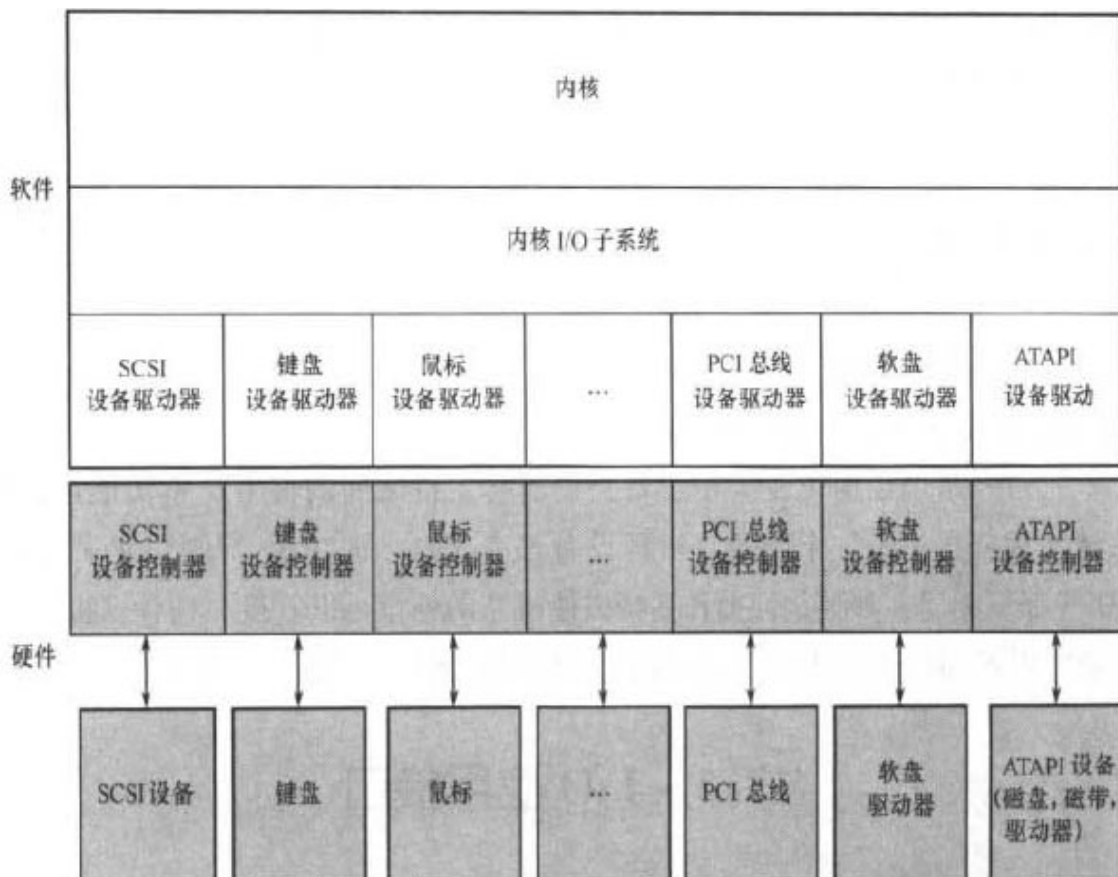 内核
软件
内核 I/O 子系统
SCSI
设备驱动器
键盘
设备驱动器
鼠标
设备驱动器
...
PCI 总线
设备驱动器
软盘
设备驱动器
ATAPI
设备驱动
SCSI
设备控制器
键盘
设备控制器
鼠标
设备控制器
...
PCI 总线
设备控制器
软盘
设备控制器
ATAPI
设备控制器
硬件
SCSI 设备
键盘
鼠标
...
PCI 总线
软盘
驱动器
ATAPI 设备
(磁盘,磁带,
驱动器)